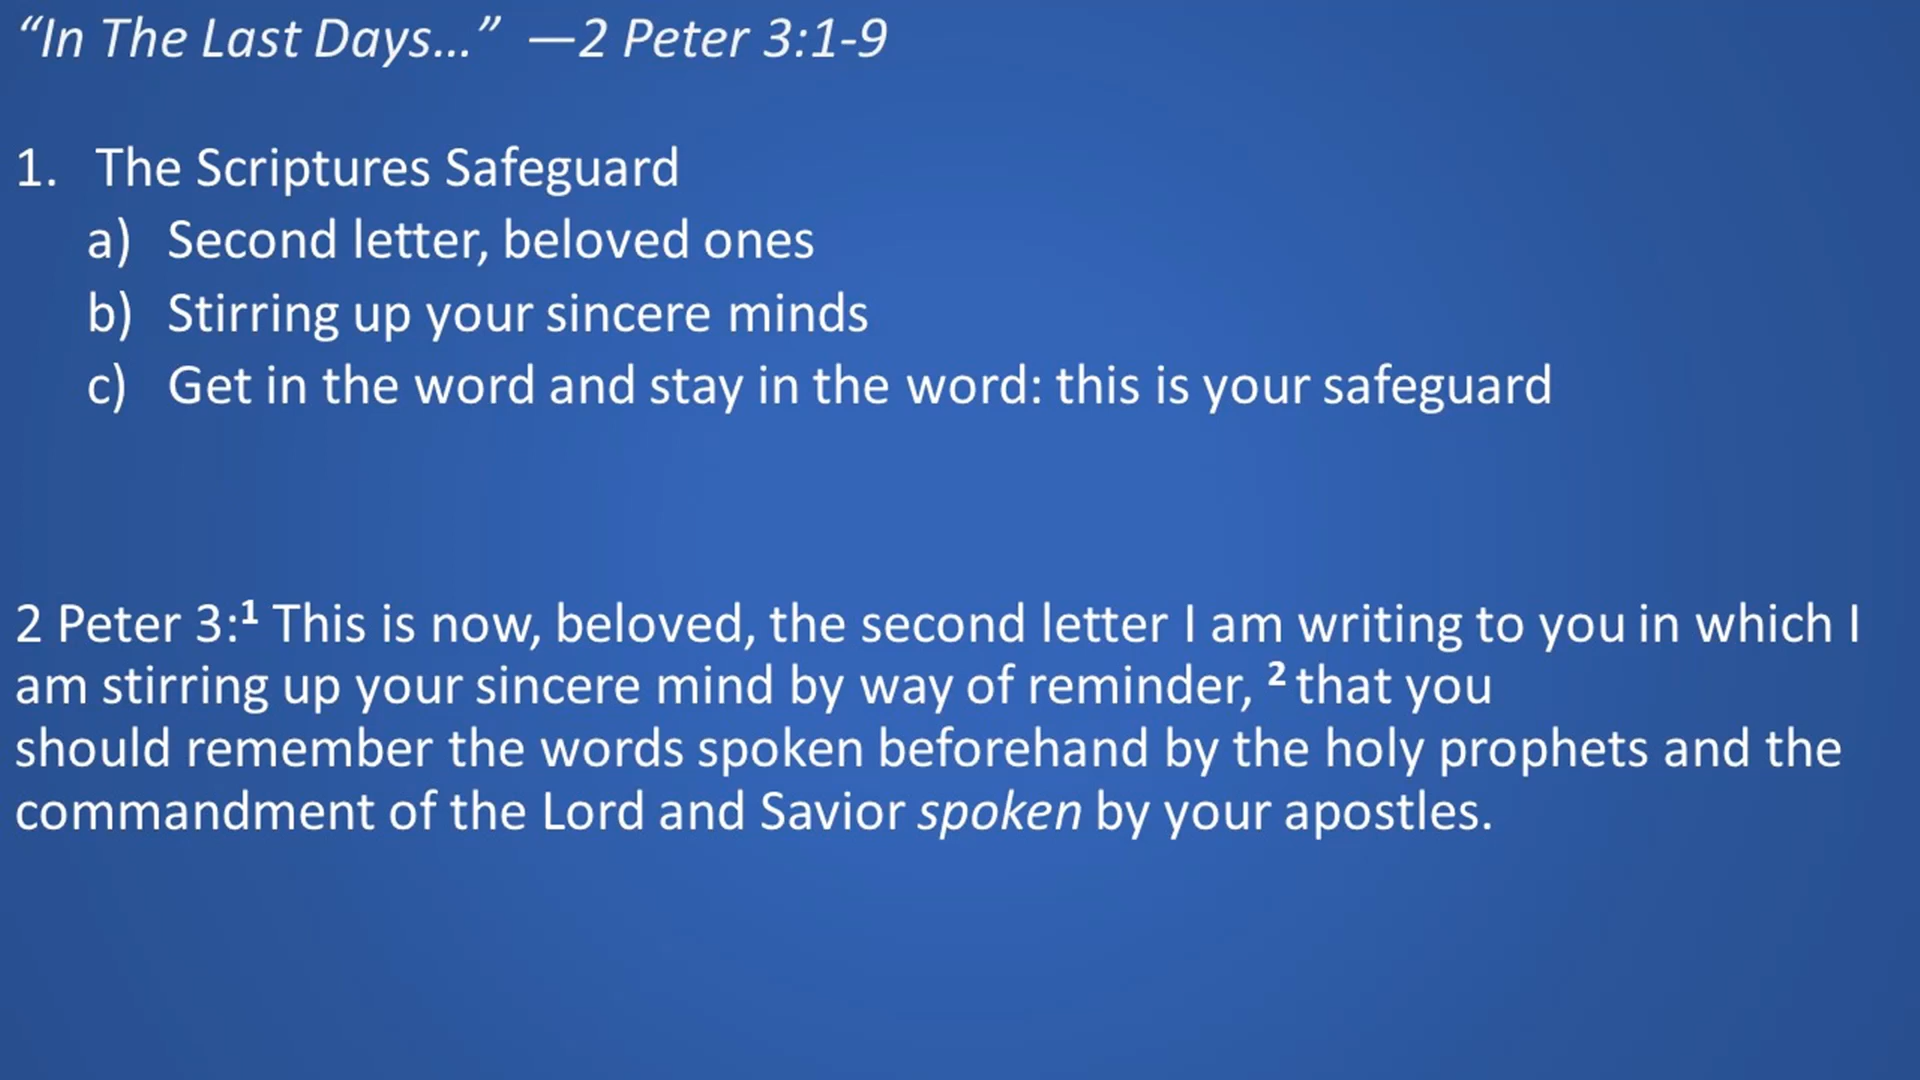 “In The Last Days...” —2 Peter 3:1-9
1. The Scriptures Safeguard
a) Second letter, beloved ones
b) Stirring up your sincere minds
c) Get in the word and stay in the word: this is your safeguard
2 Peter 3:¹ This is now, beloved, the second letter I am writing to you in which I
am stirring up your sincere mind by way of reminder, ² that you
should remember the words spoken beforehand by the holy prophets and the
commandment of the Lord and Savior spoken by your apostles.